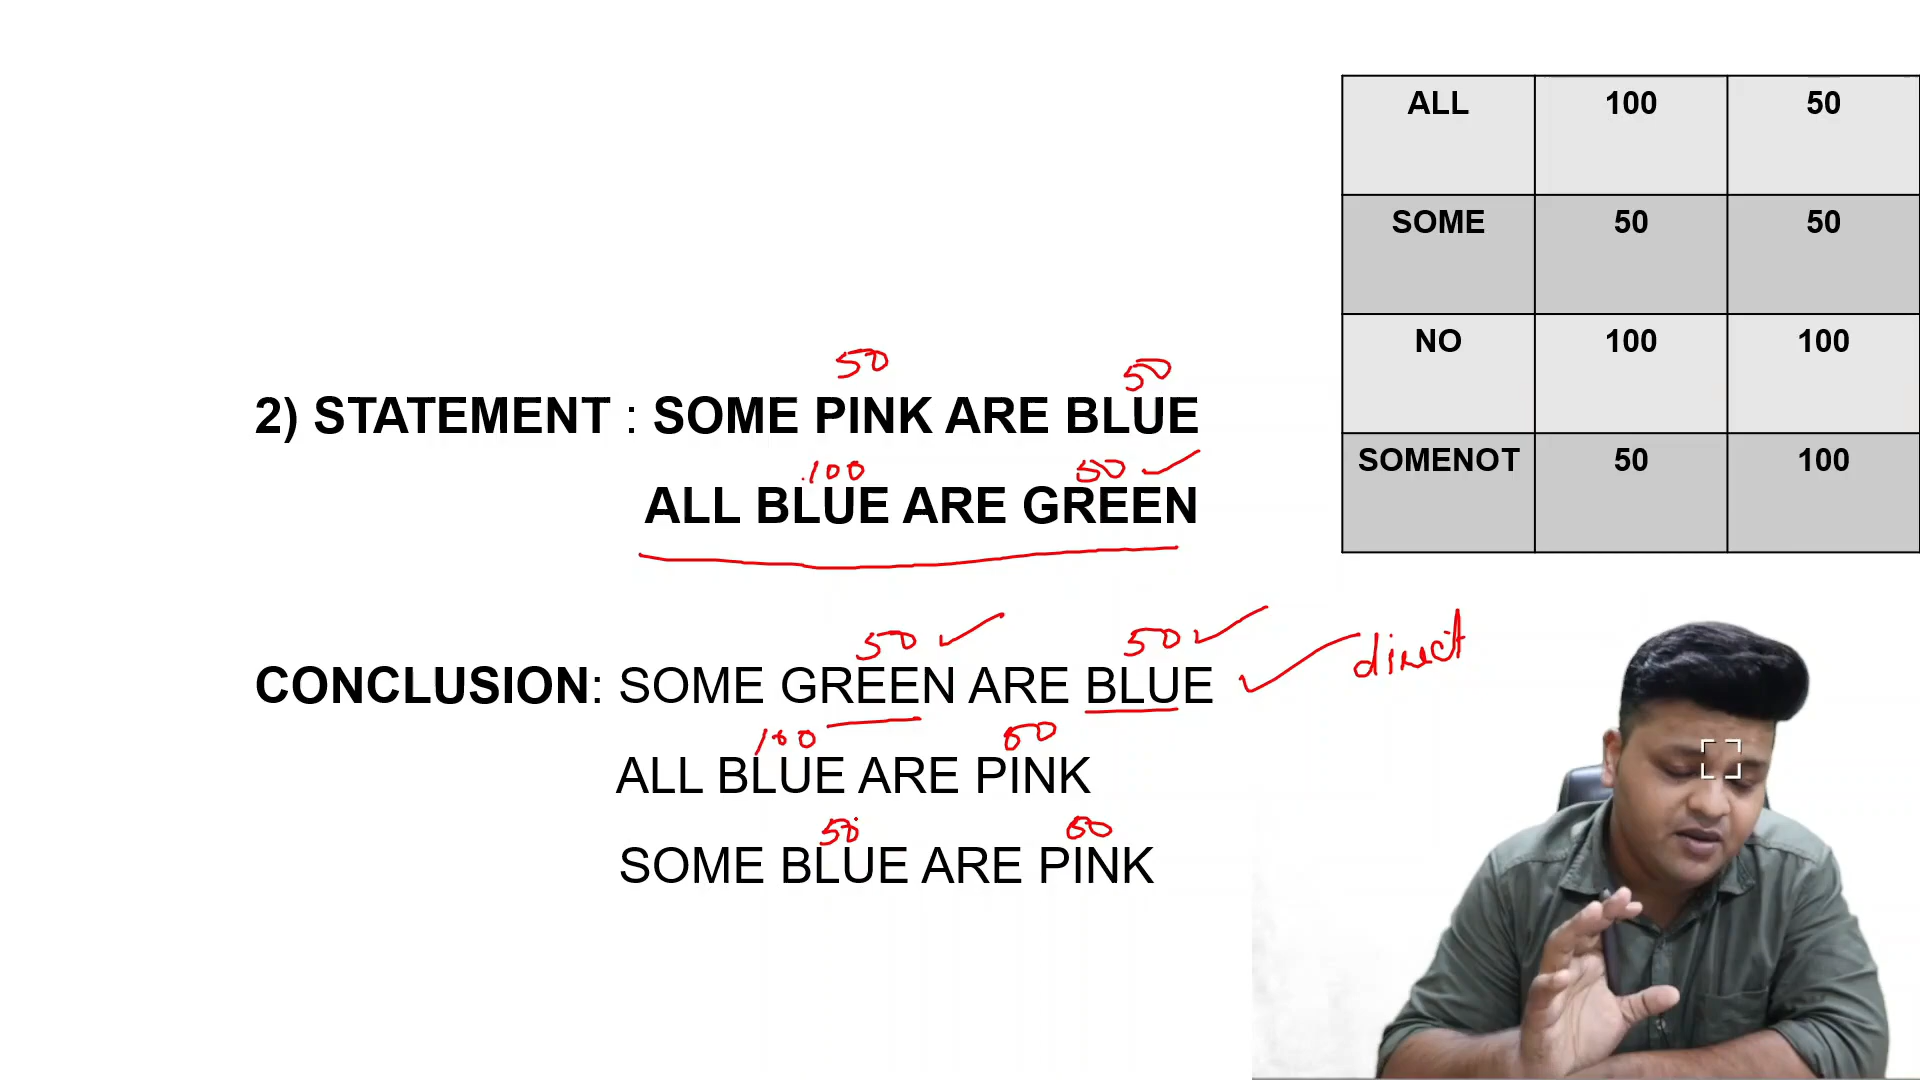 ALL 100 50
SOME 50 50
NO 100 100
SOMENOT 50 100
50 50
2) STATEMENT : SOME PINK ARE BLUE
100 50
ALL BLUE ARE GREEN
50 50
CONCLUSION: SOME GREEN ARE BLUE direct
100 50
ALL BLUE ARE PINK
50 50
SOME BLUE ARE PINK